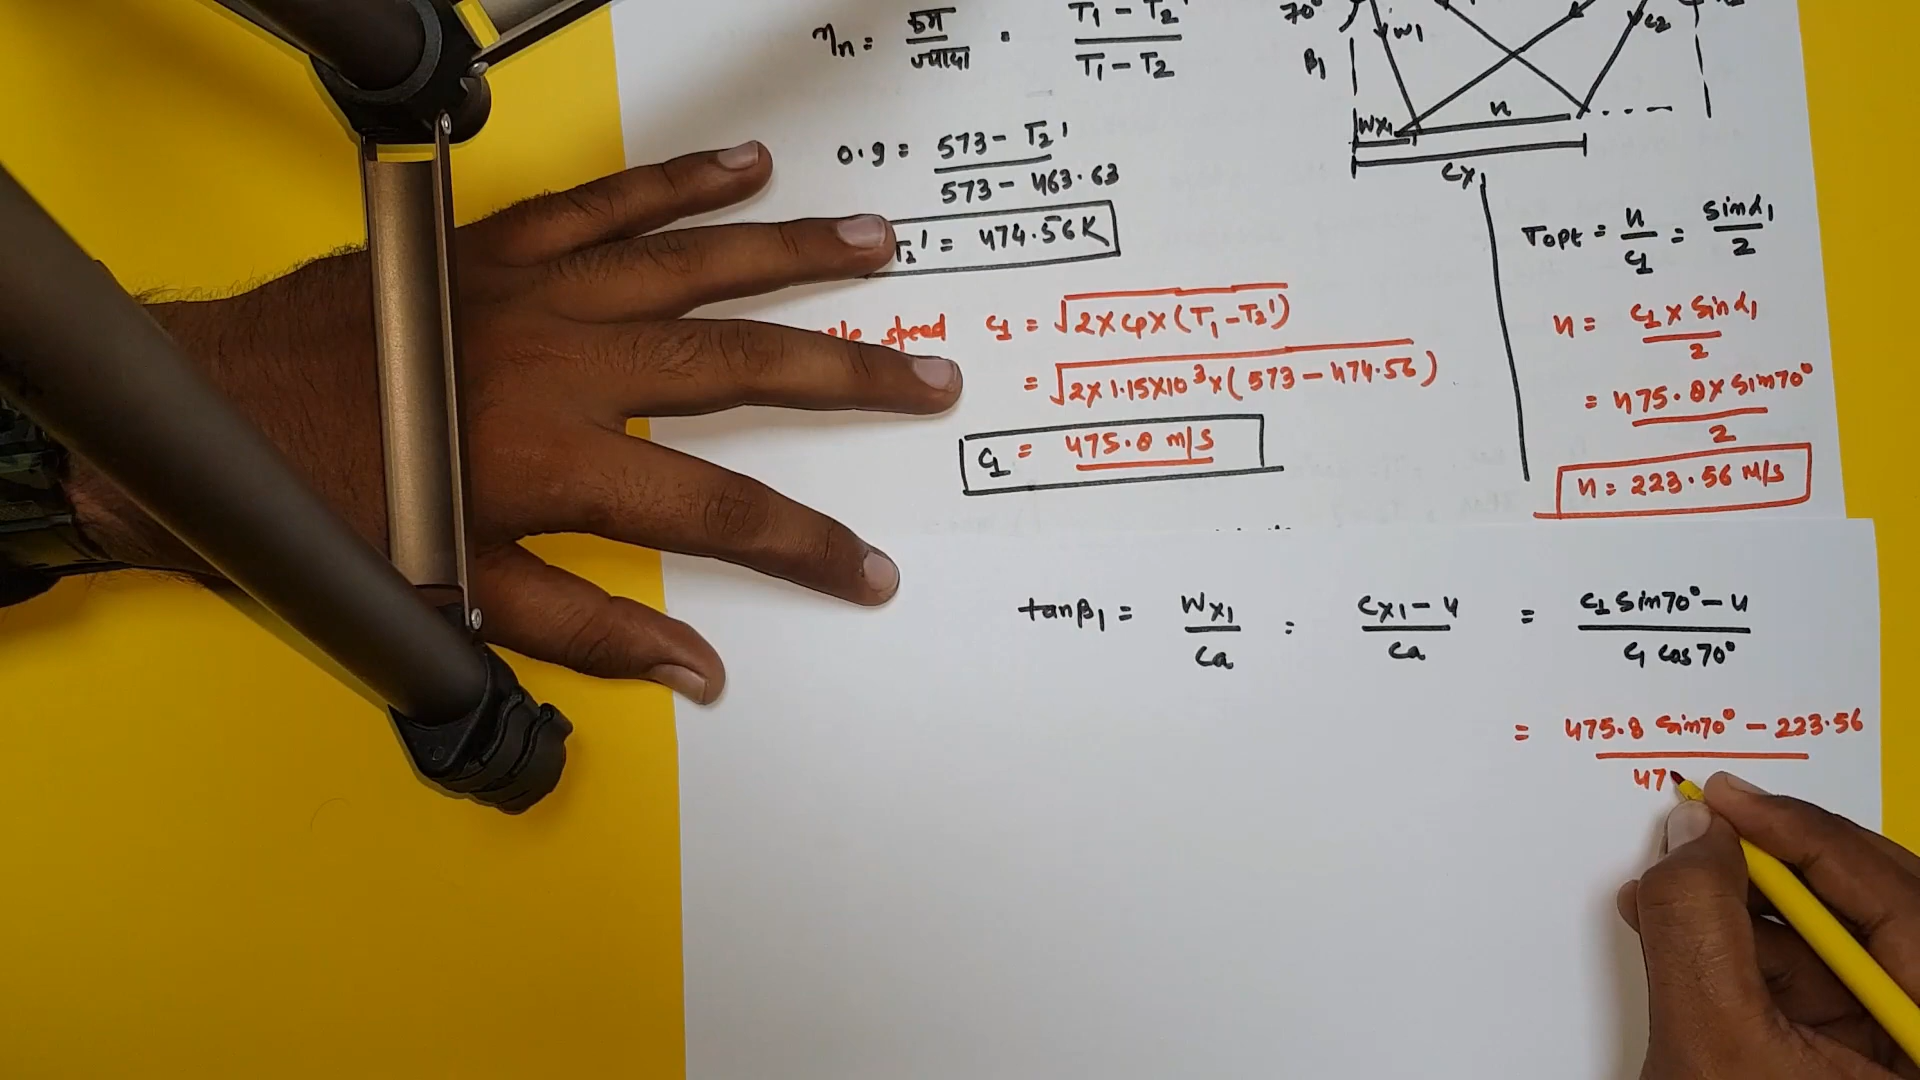 ηn = कम / ज्यादा = T1 - T2' / T1 - T2
0.9 = 573 - T2' / 573 - 463.63
T2' = 474.56K
speed c1 = √2×cp×(T1-T2')
= √2×1.15×10³×(573-474.56)
c1 = 475.8 m/s
70°
β1
w1
c2
wx1
u
cx1
σopt = u / c1 = sinα1 / 2
u = c1 × sinα1 / 2
= 475.8× sin70° / 2
u = 223.56 M/s
tanβ1 = Wx1 / Ca = Cx1-u / Ca = c1 sin70°-u / c1 cos70°
= 475.8 sin70° - 223.56 / 47